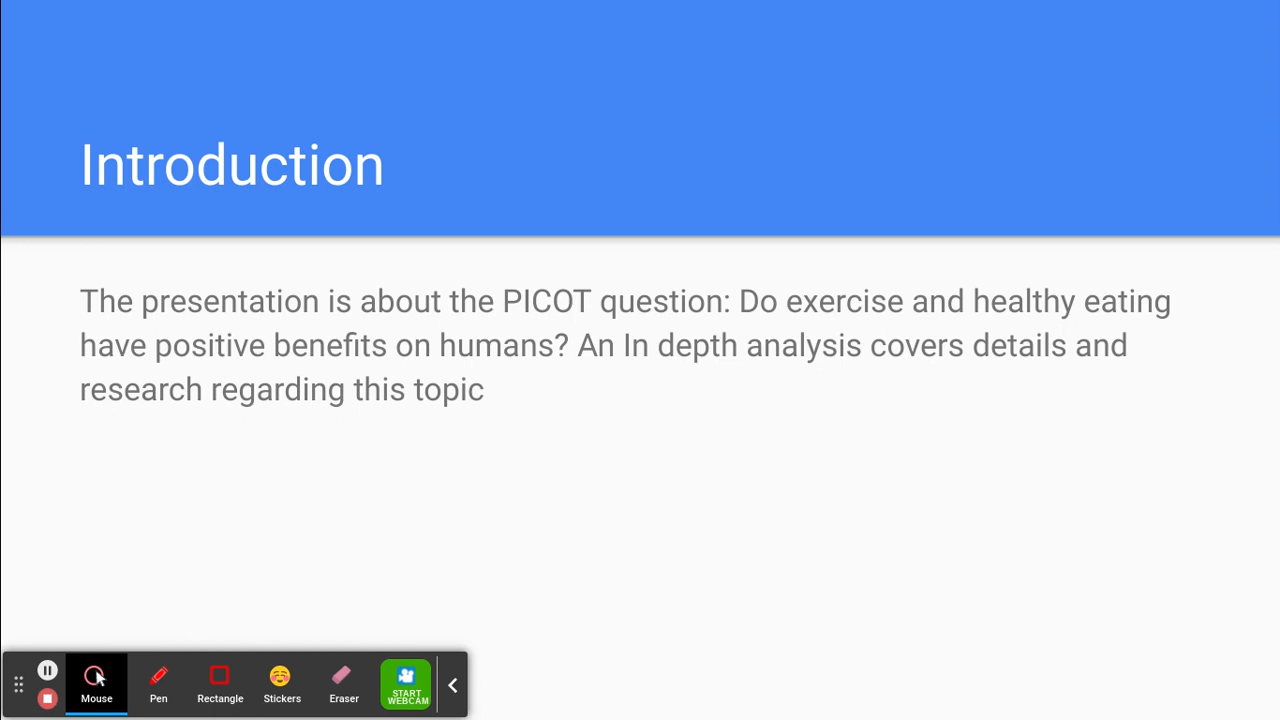 Introduction
The presentation is about the PICOT question: Do exercise and healthy eating
have positive benefits on humans? An In depth analysis covers details and
research regarding this topic
Mouse
Pen
Rectangle
Stickers
Eraser
START
WEBCAM